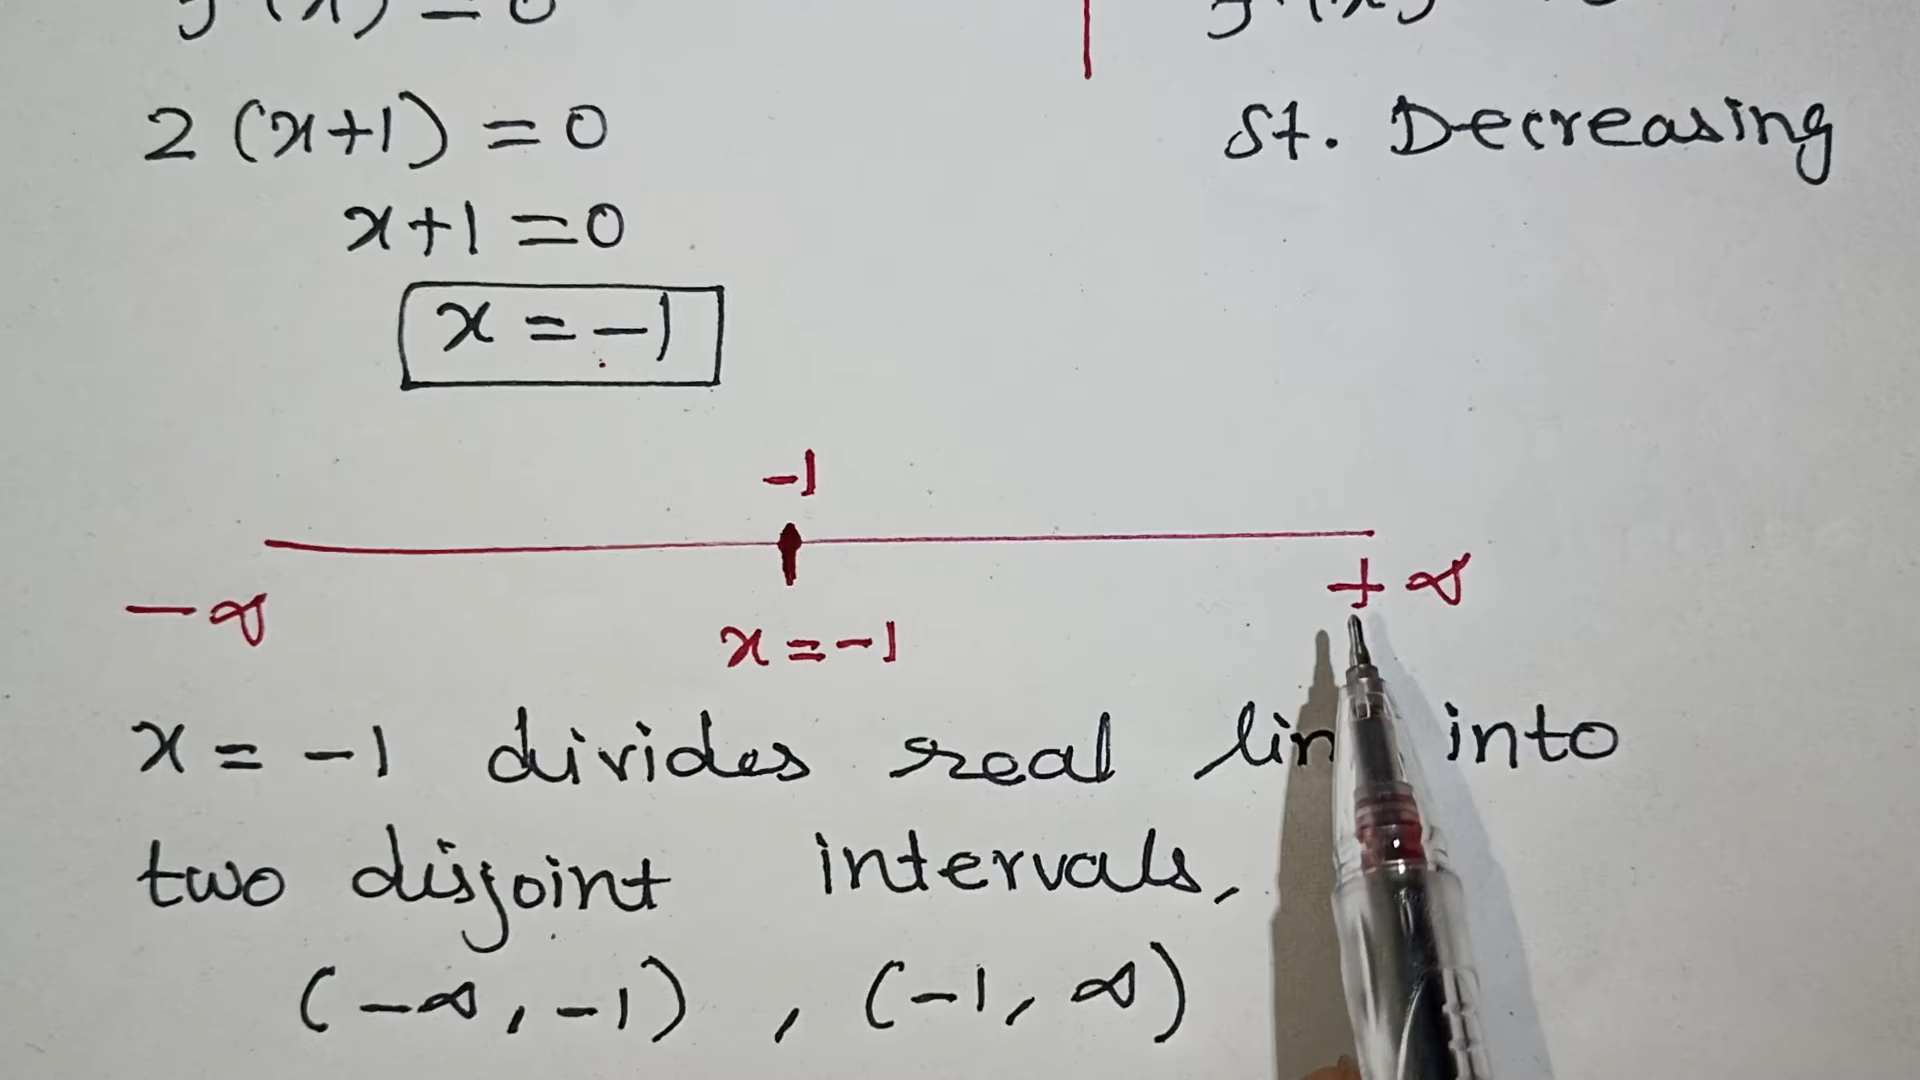 2 (x+1) = 0
St. Decreasing
x+1 = 0
x = -1
-1
-∞
+∞
x = -1
x = -1 divides real lin into
two disjoint intervals,
(-∞, -1) , (-1, ∞)